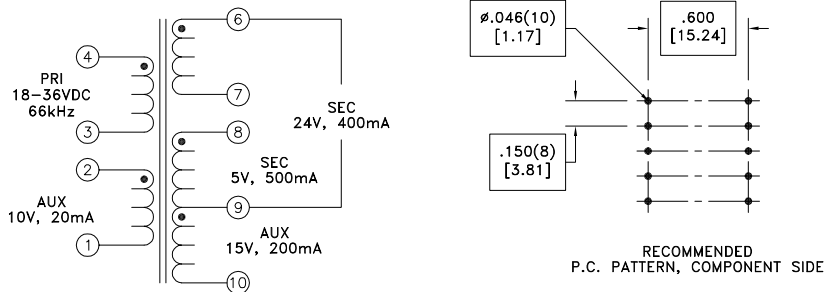 4
PRI
18-36VDC
66kHz
3
2
AUX
10V, 20mA
1
6
7
SEC
24V, 400mA
8
SEC
5V, 500mA
9
AUX
15V, 200mA
10
ø.046(10)
[1.17]
.600
[15.24]
.150(8)
[3.81]
RECOMMENDED
P.C. PATTERN, COMPONENT SIDE